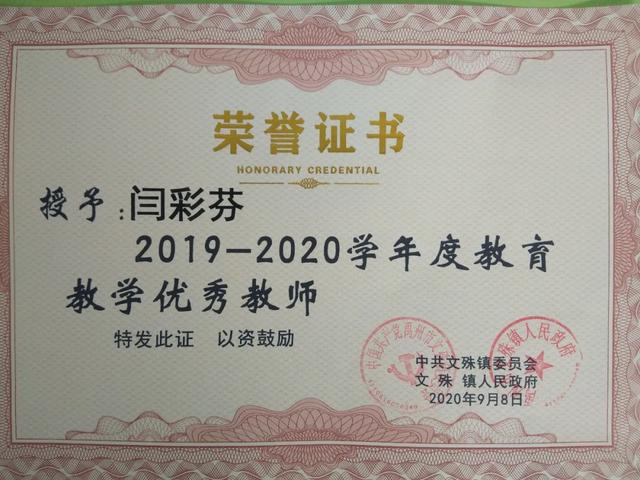 荣誉证书
HONORARY CREDENTIAL
授予:闫彩芬
2019—2020学年度教育
教学优秀教师
特发此证 以资鼓励
中共文殊镇委员会
文殊 镇人民政府
2020年9月8日